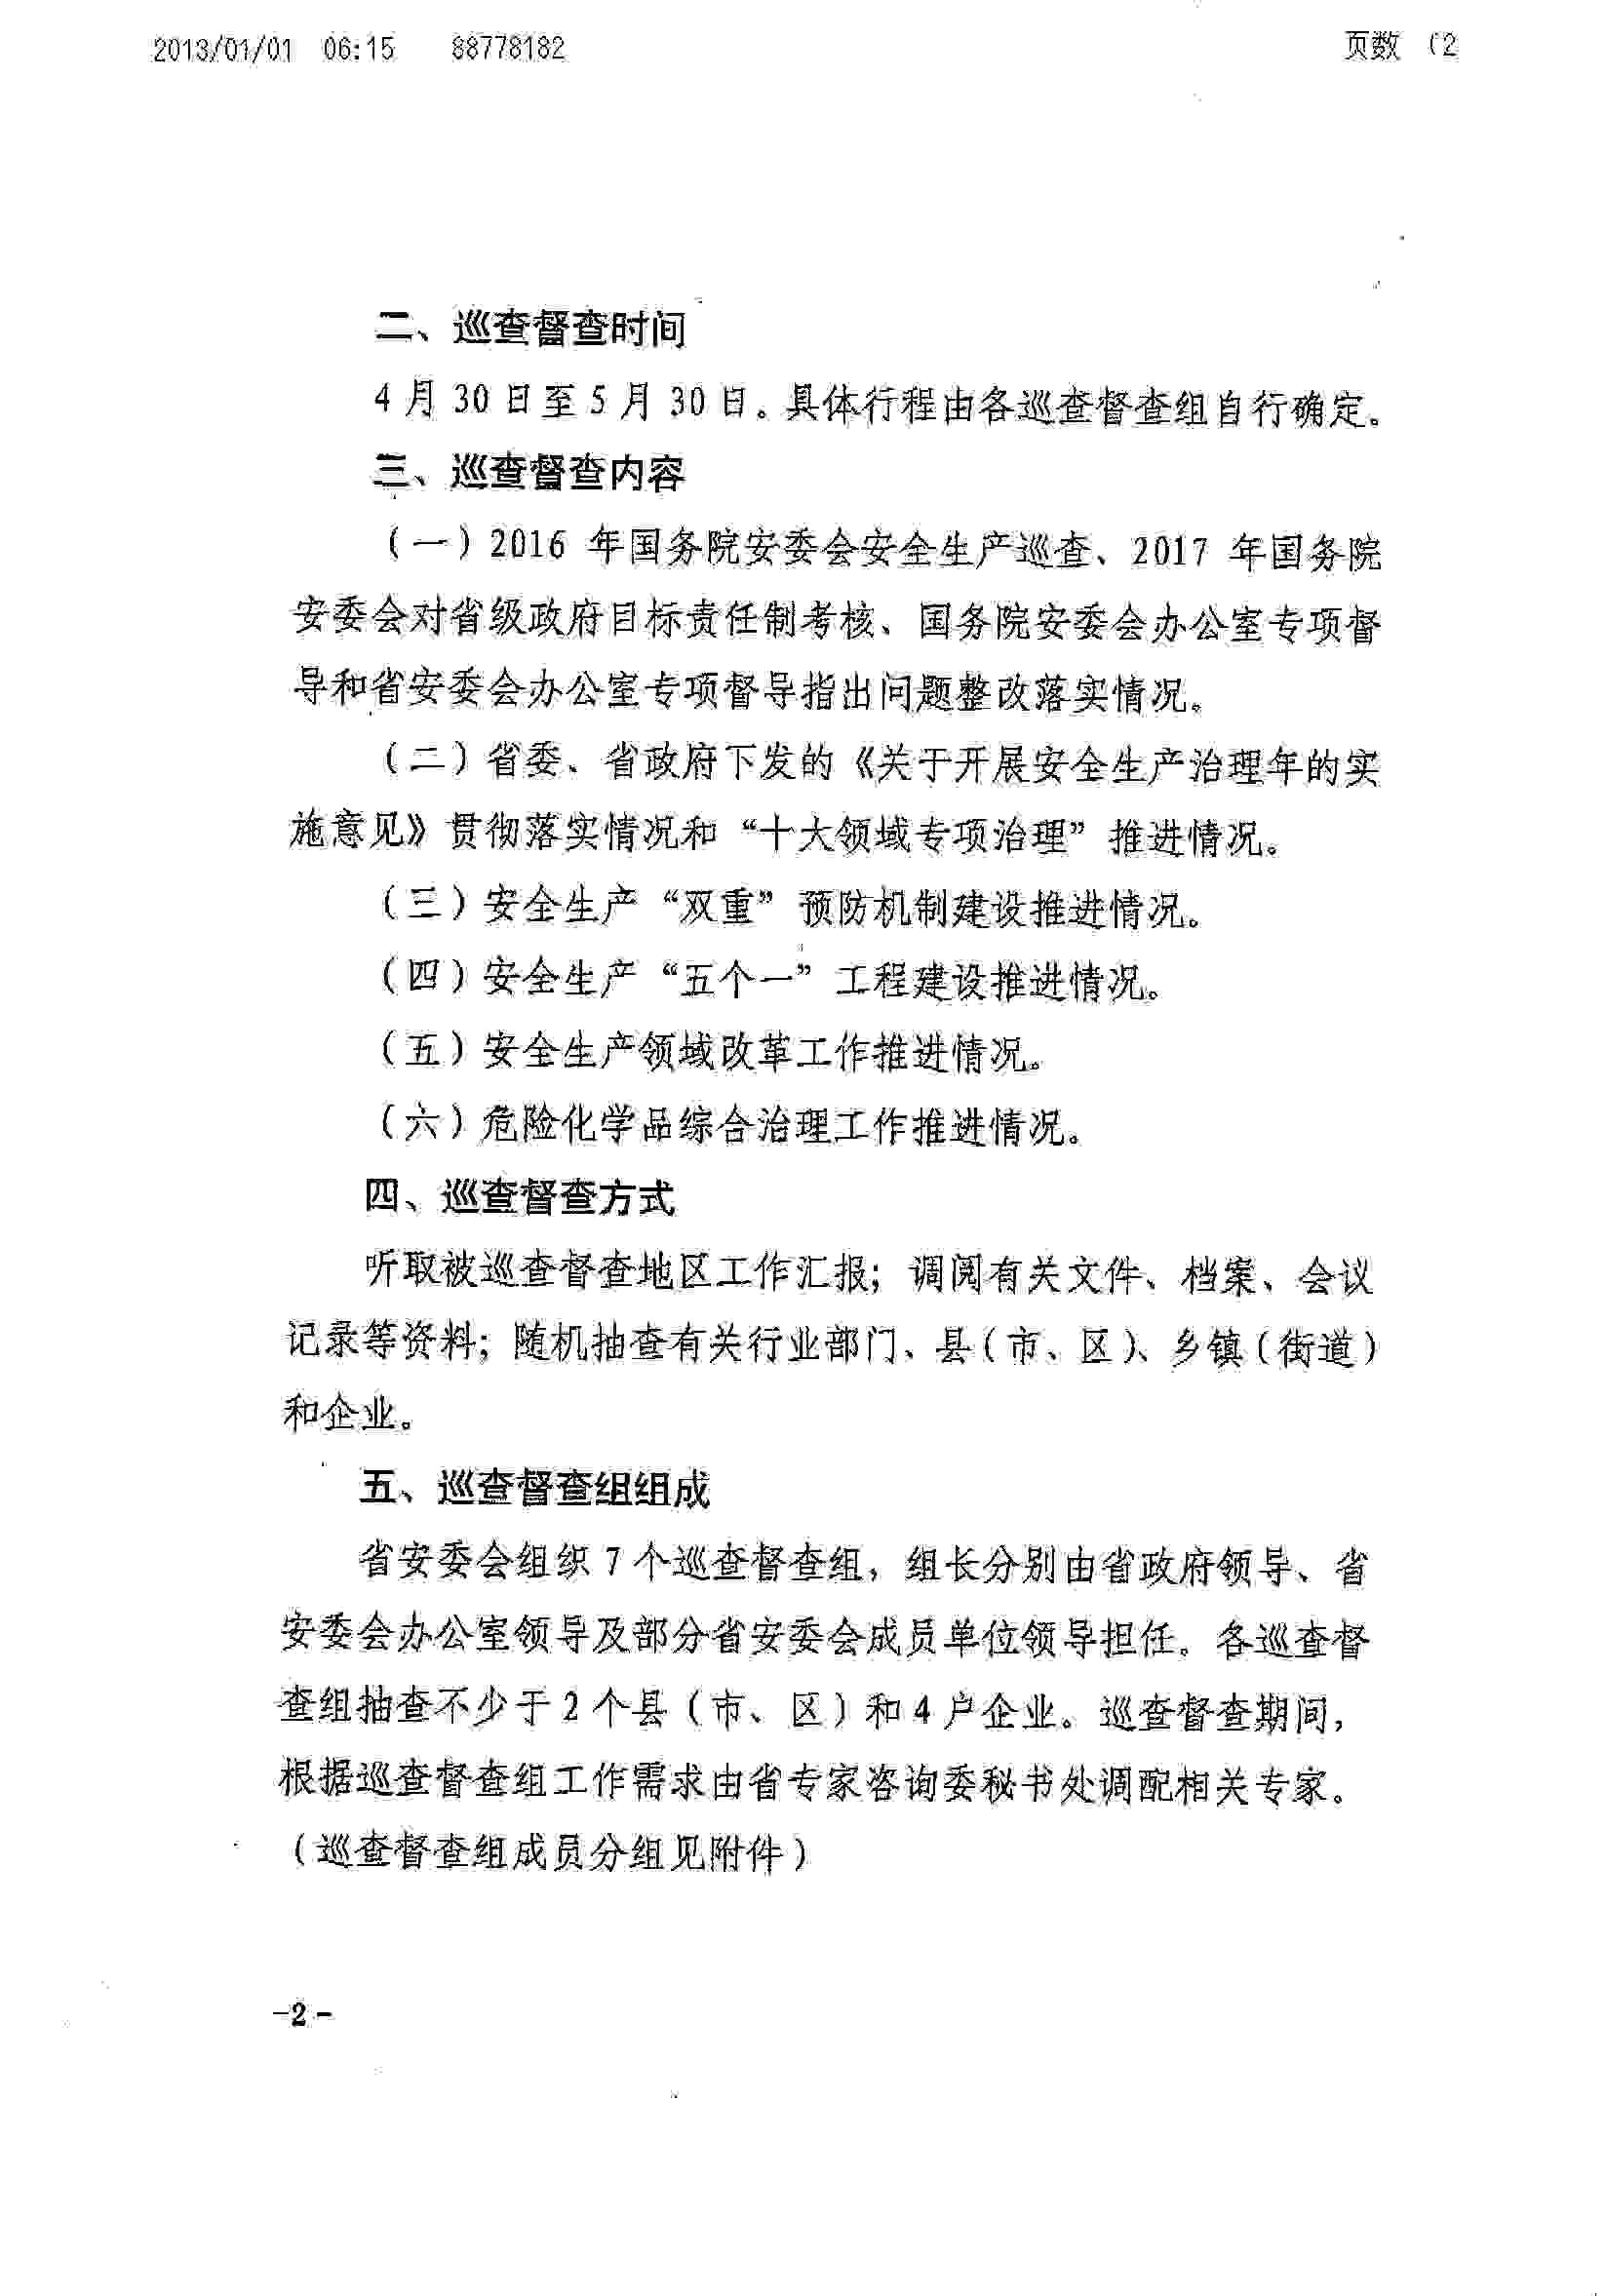 2013/01/01 06:15 88778182 页数 02
二、巡查督查时间
4 月 30 日至 5 月 30 日。具体行程由各巡查督查组自行确定。
三、巡查督查内容
（一）2016 年国务院安委会安全生产巡查、2017 年国务院
安委会对省级政府目标责任制考核、国务院安委会办公室专项督
导和省安委会办公室专项督导指出问题整改落实情况。
（二）省委、省政府下发的《关于开展安全生产治理年的实
施意见》贯彻落实情况和“十大领域专项治理”推进情况。
（三）安全生产“双重”预防机制建设推进情况。
（四）安全生产“五个一”工程建设推进情况。
（五）安全生产领域改革工作推进情况。
（六）危险化学品综合治理工作推进情况。
四、巡查督查方式
听取被巡查督查地区工作汇报；调阅有关文件、档案、会议
记录等资料；随机抽查有关行业部门、县（市、区）、乡镇（街道）
和企业。
五、巡查督查组组成
省安委会组织 7 个巡查督查组，组长分别由省政府领导、省
安委会办公室领导及部分省安委会成员单位领导担任。各巡查督
查组抽查不少于 2 个县（市、区）和 4 户企业。巡查督查期间，
根据巡查督查组工作需求由省专家咨询委秘书处调配相关专家。
（巡查督查组成员分组见附件）
-2-